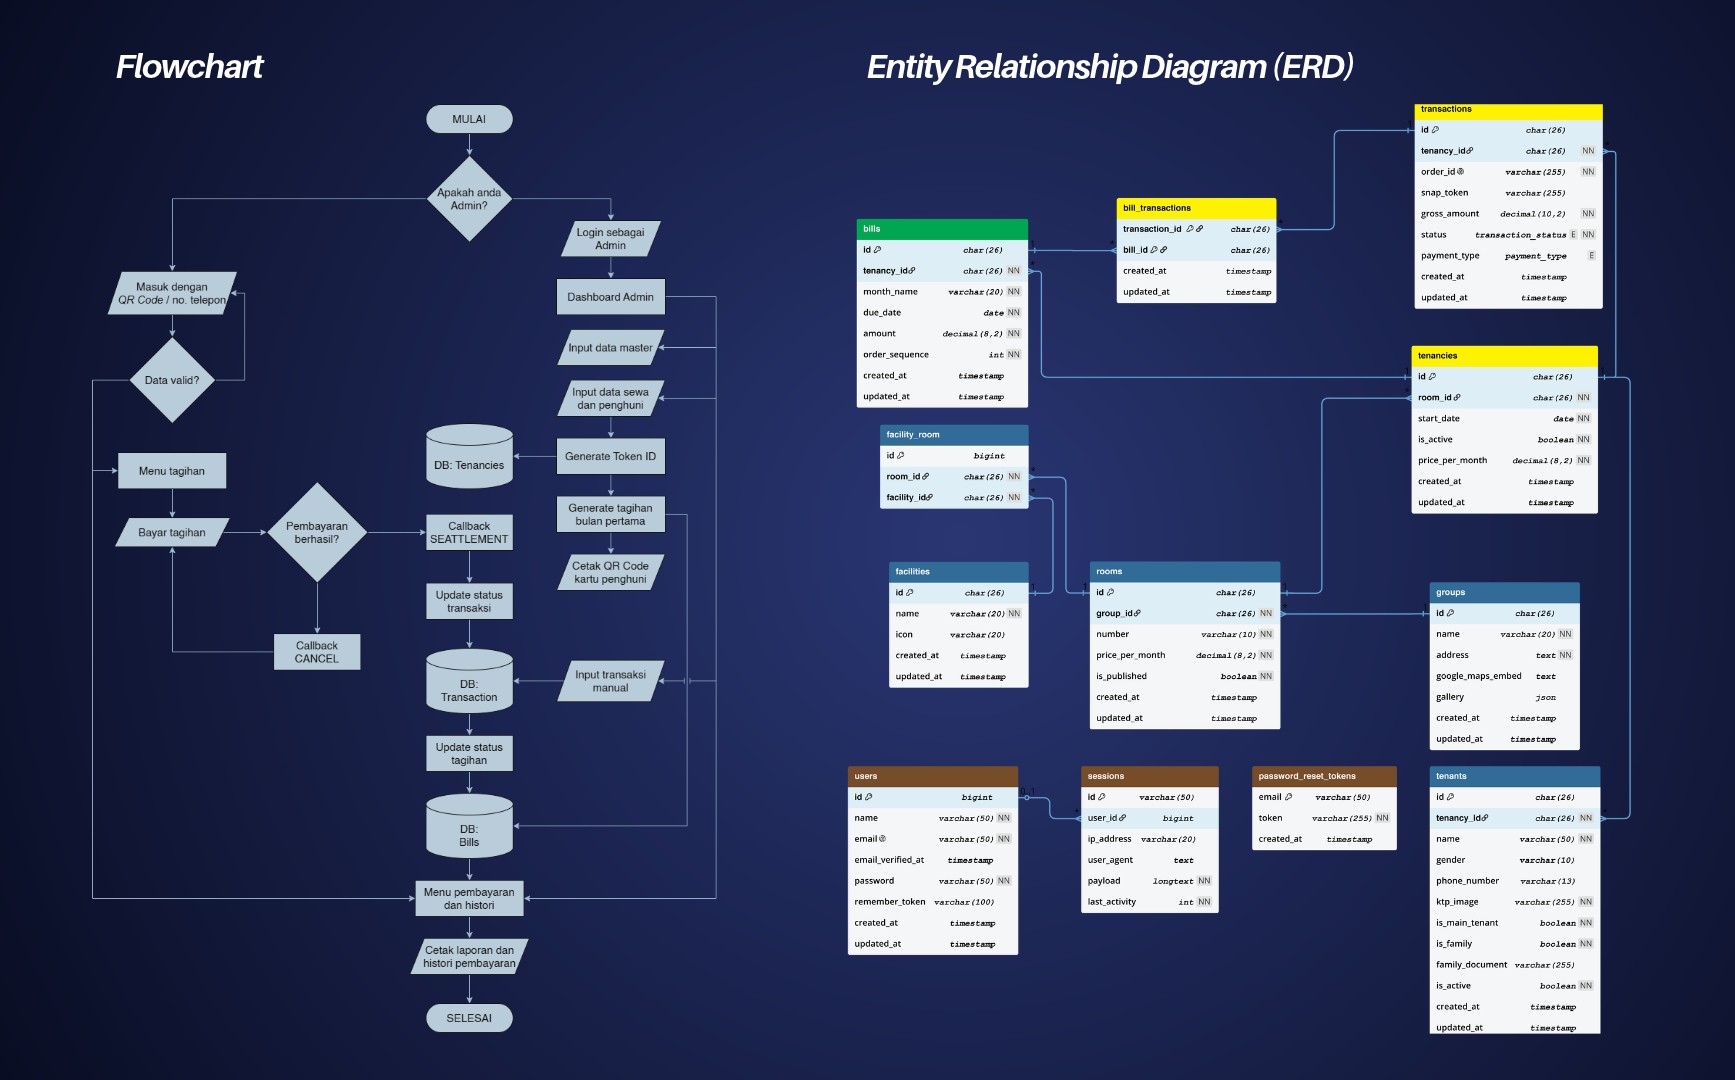 Flowchart
MULAI
Apakah anda
Admin?
Login sebagai
Admin
Masuk dengan
QR Code / no. telepon
Dashboard Admin
Input data master
Data valid?
Input data sewa
dan penghuni
DB: Tenancies
Generate Token ID
Menu tagihan
Generate tagihan
bulan pertama
Bayar tagihan
Pembayaran
berhasil?
Callback
SEATTLEMENT
Cetak QR Code
kartu penghuni
Update status
transaksi
Callback
CANCEL
DB:
Transaction
Input transaksi
manual
Update status
tagihan
DB:
Bills
Menu pembayaran
dan histori
Cetak laporan dan
histori pembayaran
SELESAI
Entity Relationship Diagram (ERD)
transactions
id char(26)
tenancy_id char(26) NN
order_id varchar(255) NN
snap_token varchar(255)
gross_amount decimal(10,2) NN
status transaction_status E NN
payment_type payment_type E
created_at timestamp
updated_at timestamp
bill_transactions
transaction_id char(26)
bill_id char(26)
created_at timestamp
updated_at timestamp
bills
id char(26)
tenancy_id char(26) NN
month_name varchar(20) NN
due_date date NN
amount decimal(8,2) NN
order_sequence int NN
created_at timestamp
updated_at timestamp
tenancies
id char(26)
room_id char(26) NN
start_date date NN
is_active boolean NN
price_per_month decimal(8,2) NN
created_at timestamp
updated_at timestamp
facility_room
id bigint
room_id char(26) NN
facility_id char(26) NN
facilities
id char(26)
name varchar(20) NN
icon varchar(20)
created_at timestamp
updated_at timestamp
rooms
id char(26)
group_id char(26) NN
number varchar(10) NN
price_per_month decimal(8,2) NN
is_published boolean NN
created_at timestamp
updated_at timestamp
groups
id char(26)
name varchar(20) NN
address text NN
google_maps_embed text
gallery json
created_at timestamp
updated_at timestamp
users
id bigint
name varchar(50) NN
email varchar(50) NN
email_verified_at timestamp
password varchar(50) NN
remember_token varchar(100)
created_at timestamp
updated_at timestamp
0..1
sessions
id varchar(50)
user_id bigint
ip_address varchar(20)
user_agent text
payload longtext NN
last_activity int NN
password_reset_tokens
email varchar(50)
token varchar(255) NN
created_at timestamp
tenants
id char(26)
tenancy_id char(26) NN
name varchar(50) NN
gender varchar(10)
phone_number varchar(13)
ktp_image varchar(255) NN
is_main_tenant boolean NN
is_family boolean NN
family_document varchar(255)
is_active boolean NN
created_at timestamp
updated_at timestamp